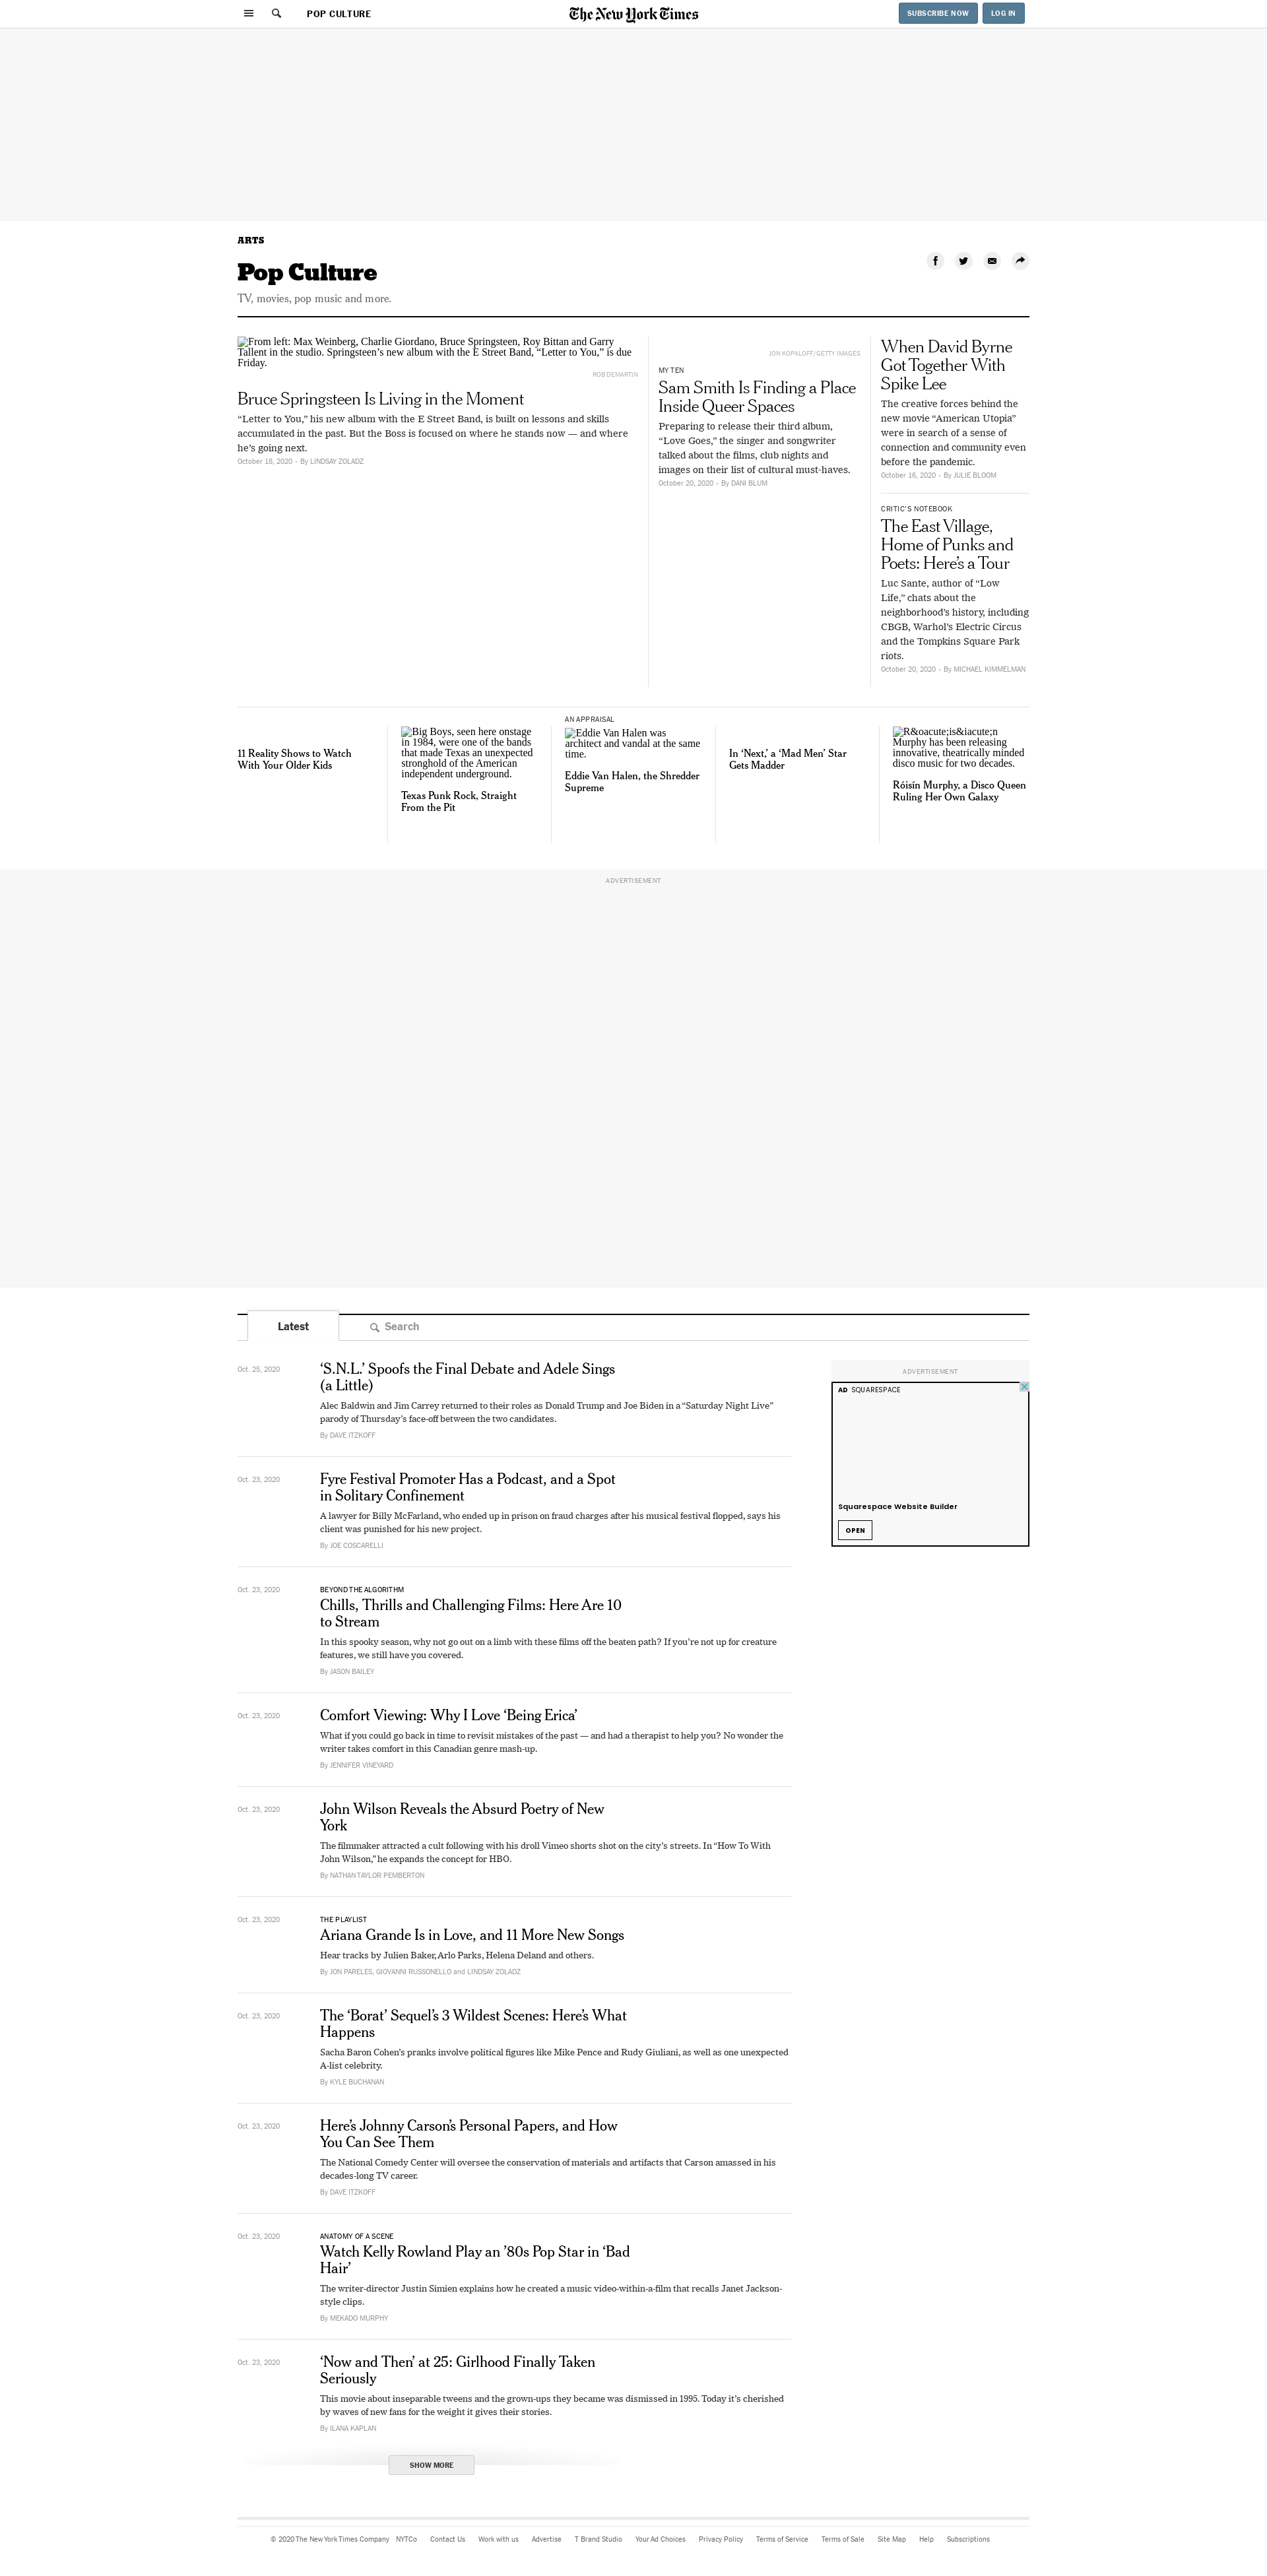 POP CULTURE
The New York Times
SUBSCRIBE NOW
LOG IN
ARTS
Pop Culture
TV, movies, pop music and more.
From left: Max Weinberg, Charlie Giordano, Bruce Springsteen, Roy Bittan and Garry
Tallent in the studio. Springsteen’s new album with the E Street Band, “Letter to You,” is due
Friday.
ROB DEMARTIN
Bruce Springsteen Is Living in the Moment
“Letter to You,” his new album with the E Street Band, is built on lessons and skills
accumulated in the past. But the Boss is focused on where he stands now — and where
he’s going next.
October 18, 2020 - By LINDSAY ZOLADZ
JON KOPALOFF/GETTY IMAGES
MY TEN
Sam Smith Is Finding a Place
Inside Queer Spaces
Preparing to release their third album,
“Love Goes,” the singer and songwriter
talked about the films, club nights and
images on their list of cultural must-haves.
October 20, 2020 - By DANI BLUM
When David Byrne
Got Together With
Spike Lee
The creative forces behind the
new movie “American Utopia”
were in search of a sense of
connection and community even
before the pandemic.
October 16, 2020 - By JULIE BLOOM
CRITIC’S NOTEBOOK
The East Village,
Home of Punks and
Poets: Here’s a Tour
Luc Sante, author of “Low
Life,” chats about the
neighborhood’s history, including
CBGB, Warhol’s Electric Circus
and the Tompkins Square Park
riots.
October 20, 2020 - By MICHAEL KIMMELMAN
11 Reality Shows to Watch
With Your Older Kids
Big Boys, seen here onstage
in 1984, were one of the bands
that made Texas an unexpected
stronghold of the American
independent underground.
Texas Punk Rock, Straight
From the Pit
AN APPRAISAL
Eddie Van Halen was
architect and vandal at the same
time.
Eddie Van Halen, the Shredder
Supreme
In ‘Next,’ a ‘Mad Men’ Star
Gets Madder
R&oacute;is&iacute;n
Murphy has been releasing
innovative, theatrically minded
disco music for two decades.
Róisín Murphy, a Disco Queen
Ruling Her Own Galaxy
ADVERTISEMENT
Latest
Search
Oct. 25, 2020
‘S.N.L.’ Spoofs the Final Debate and Adele Sings
(a Little)
Alec Baldwin and Jim Carrey returned to their roles as Donald Trump and Joe Biden in a “Saturday Night Live”
parody of Thursday’s face-off between the two candidates.
By DAVE ITZKOFF
ADVERTISEMENT
AD SQUARESPACE
Squarespace Website Builder
OPEN
Oct. 23, 2020
Fyre Festival Promoter Has a Podcast, and a Spot
in Solitary Confinement
A lawyer for Billy McFarland, who ended up in prison on fraud charges after his musical festival flopped, says his
client was punished for his new project.
By JOE COSCARELLI
Oct. 23, 2020
BEYOND THE ALGORITHM
Chills, Thrills and Challenging Films: Here Are 10
to Stream
In this spooky season, why not go out on a limb with these films off the beaten path? If you’re not up for creature
features, we still have you covered.
By JASON BAILEY
Oct. 23, 2020
Comfort Viewing: Why I Love ‘Being Erica’
What if you could go back in time to revisit mistakes of the past — and had a therapist to help you? No wonder the
writer takes comfort in this Canadian genre mash-up.
By JENNIFER VINEYARD
Oct. 23, 2020
John Wilson Reveals the Absurd Poetry of New
York
The filmmaker attracted a cult following with his droll Vimeo shorts shot on the city’s streets. In “How To With
John Wilson,” he expands the concept for HBO.
By NATHAN TAYLOR PEMBERTON
Oct. 23, 2020
THE PLAYLIST
Ariana Grande Is in Love, and 11 More New Songs
Hear tracks by Julien Baker, Arlo Parks, Helena Deland and others.
By JON PARELES, GIOVANNI RUSSONELLO and LINDSAY ZOLADZ
Oct. 23, 2020
The ‘Borat’ Sequel’s 3 Wildest Scenes: Here’s What
Happens
Sacha Baron Cohen’s pranks involve political figures like Mike Pence and Rudy Giuliani, as well as one unexpected
A-list celebrity.
By KYLE BUCHANAN
Oct. 23, 2020
Here’s Johnny Carson’s Personal Papers, and How
You Can See Them
The National Comedy Center will oversee the conservation of materials and artifacts that Carson amassed in his
decades-long TV career.
By DAVE ITZKOFF
Oct. 23, 2020
ANATOMY OF A SCENE
Watch Kelly Rowland Play an ’80s Pop Star in ‘Bad
Hair’
The writer-director Justin Simien explains how he created a music video-within-a-film that recalls Janet Jackson-
style clips.
By MEKADO MURPHY
Oct. 23, 2020
‘Now and Then’ at 25: Girlhood Finally Taken
Seriously
This movie about inseparable tweens and the grown-ups they became was dismissed in 1995. Today it’s cherished
by waves of new fans for the weight it gives their stories.
By ILANA KAPLAN
SHOW MORE
© 2020 The New York Times Company NYTCo Contact Us Work with us Advertise T Brand Studio Your Ad Choices Privacy Policy Terms of Service Terms of Sale Site Map Help Subscriptions